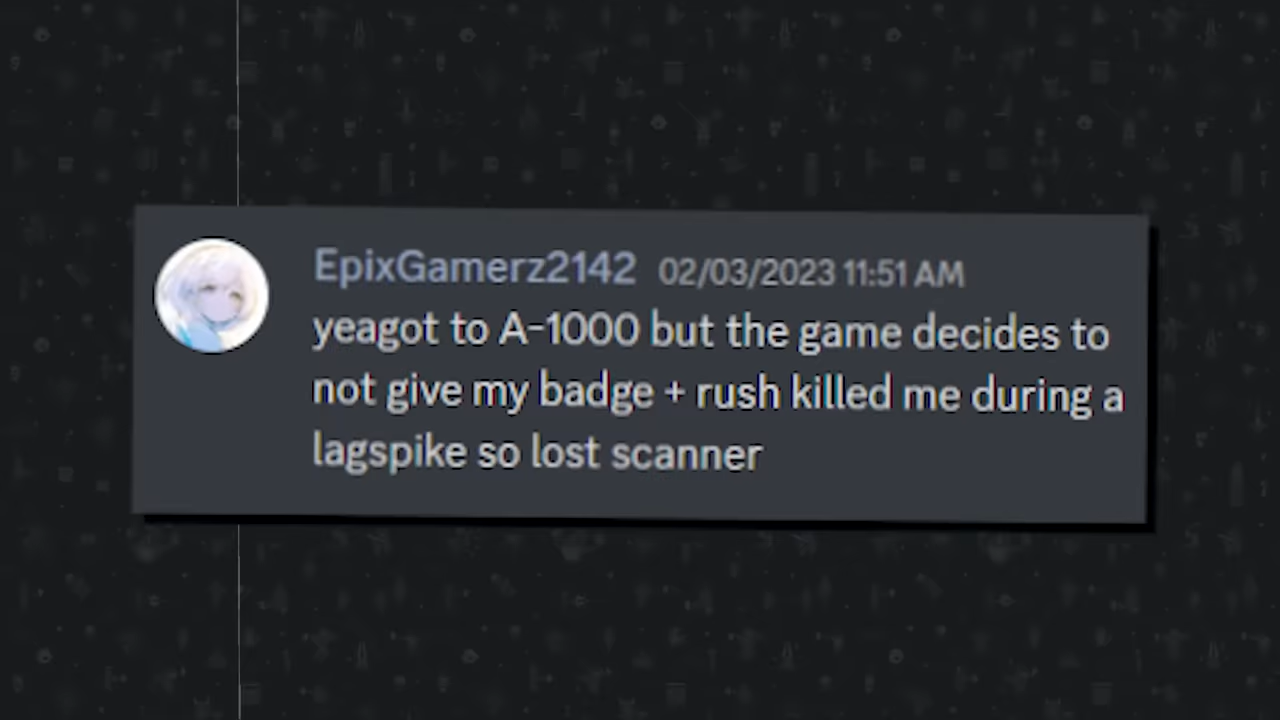 EpixGamerz2142 02/03/2023 11:51 AM
yeagot to A-1000 but the game decides to
not give my badge + rush killed me during a
lagspike so lost scanner